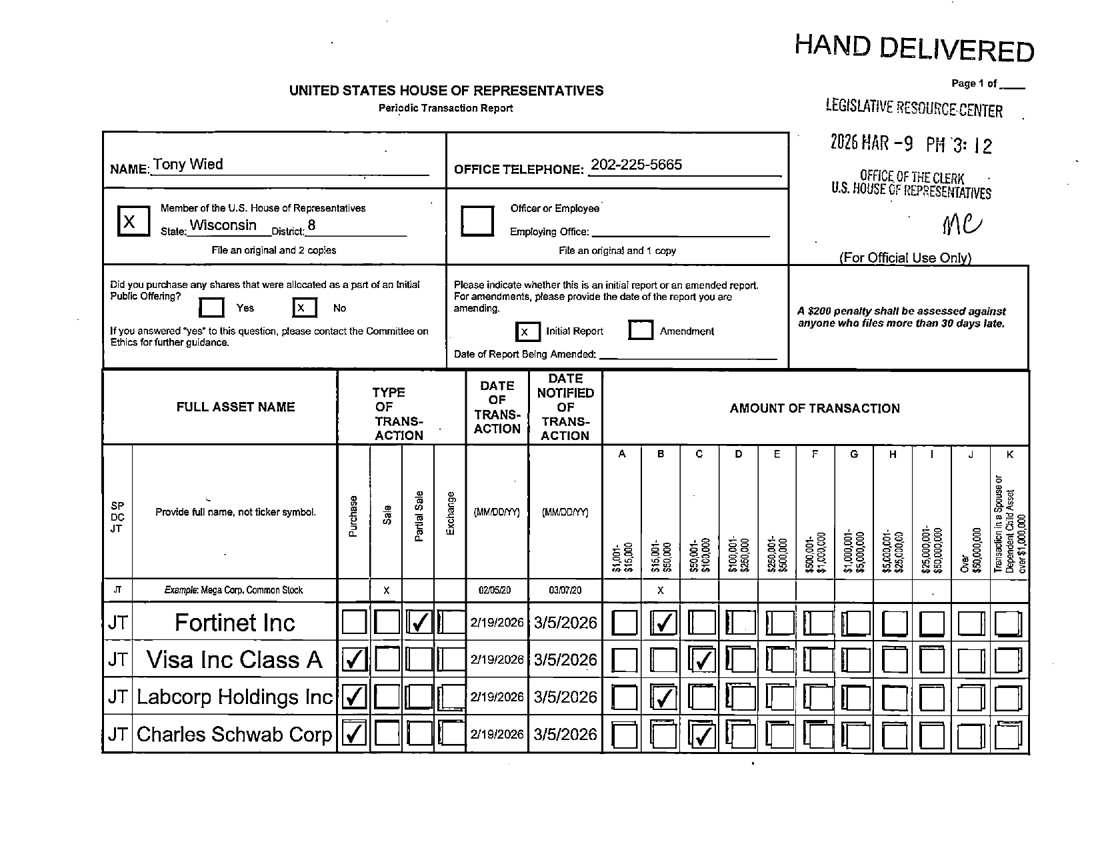 HAND DELIVERED
Page 1 of
UNITED STATES HOUSE OF REPRESENTATIVES
Periodic Transaction Report
LEGISLATIVE RESOURCE CENTER
2026 MAR -9 PM 3: 12
OFFICE OF THE CLERK
U.S. HOUSE OF REPRESENTATIVES
MC
(For Official Use Only)
NAME: Tony Wied
OFFICE TELEPHONE: 202-225-5665
X
Member of the U.S. House of Representatives
State: Wisconsin District: 8
File an original and 2 copies
Officer or Employee
Employing Office:
File an original and 1 copy
Did you purchase any shares that were allocated as a part of an Initial
Public Offering?
Yes X No
If you answered "yes" to this question, please contact the Committee on
Ethics for further guidance.
Please indicate whether this is an initial report or an amended report.
For amendments, please provide the date of the report you are
amending.
X Initial Report Amendment
Date of Report Being Amended:
A $200 penalty shall be assessed against
anyone who files more than 30 days late.
FULL ASSET NAME
TYPE
OF
TRANS-
ACTION
DATE
OF
TRANS-
ACTION
DATE
NOTIFIED
OF
TRANS-
ACTION
AMOUNT OF TRANSACTION
SP
DC
JT
Provide full name, not ticker symbol.
Purchase
Sale
Partial Sale
Exchange
(MM/DD/YY)
(MM/DD/YY)
A B C D E F G H I J K
$1,001-
$15,000
$15,001-
$50,000
$50,001-
$100,000
$100,001-
$250,000
$250,001-
$500,000
$500,001-
$1,000,000
$1,000,001-
$5,000,000
$5,000,001-
$25,000,00
$25,000,001-
$50,000,000
Over
$50,000,000
Transaction in a Spouse or
Dependent Child Asset
over $1,000,000
JT Example: Mega Corp. Common Stock X 02/05/20 03/07/20 X
JT Fortinet Inc ✓ 2/19/2026 3/5/2026 ✓
JT Visa Inc Class A ✓ 2/19/2026 3/5/2026 ✓
JT Labcorp Holdings Inc ✓ 2/19/2026 3/5/2026 ✓
JT Charles Schwab Corp ✓ 2/19/2026 3/5/2026 ✓